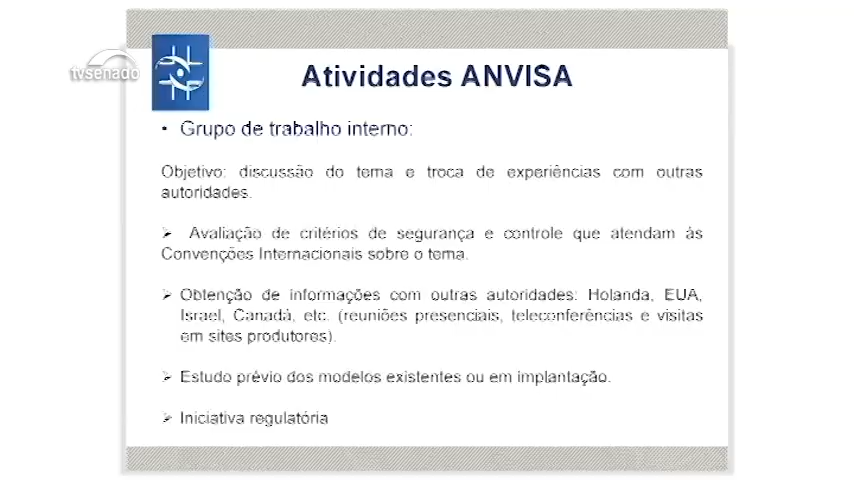 tvsenado
Atividades ANVISA
• Grupo de trabalho interno:
Objetivo: discussão do tema e troca de experiências com outras
autoridades.
➢ Avaliação de critérios de segurança e controle que atendam às
Convenções Internacionais sobre o tema.
➢ Obtenção de informações com outras autoridades: Holanda, EUA,
Israel, Canadá, etc. (reuniões presenciais, teleconferências e visitas
em sites produtores).
➢ Estudo prévio dos modelos existentes ou em implantação.
➢ Iniciativa regulatória